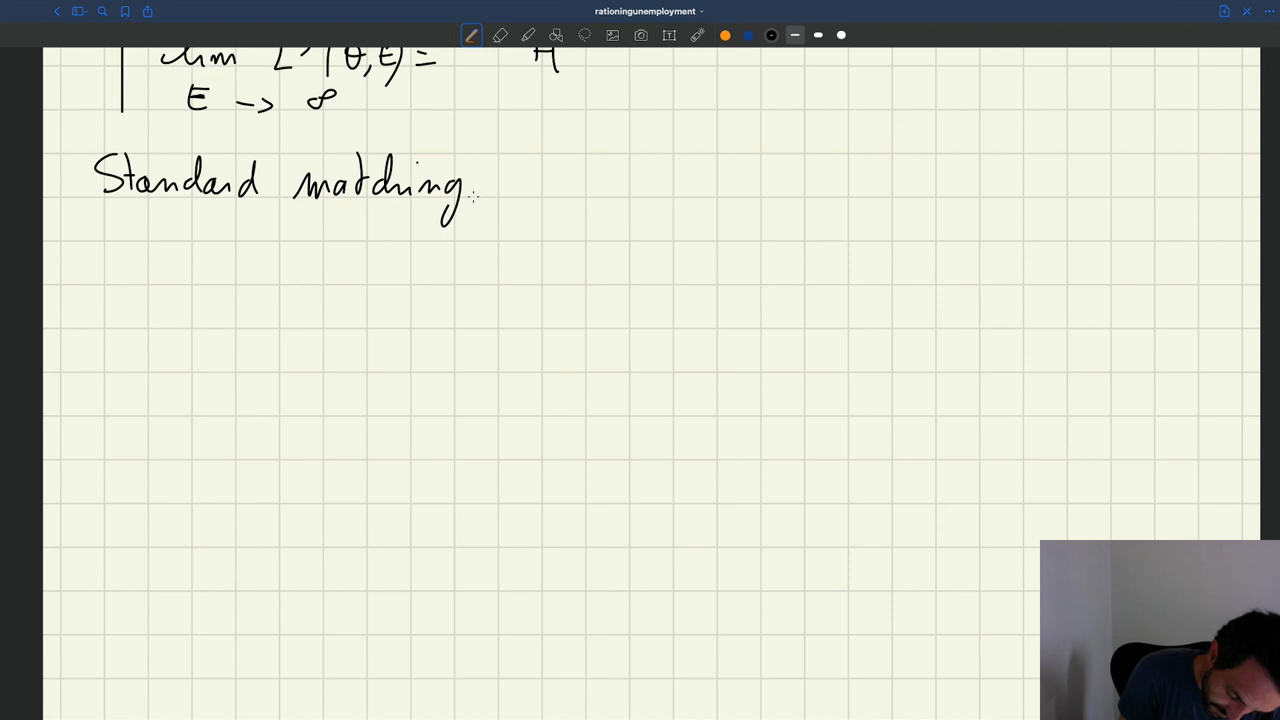 rationingunemployment
lim L^s(θ,E) = H
E -> ∞
Standard matching